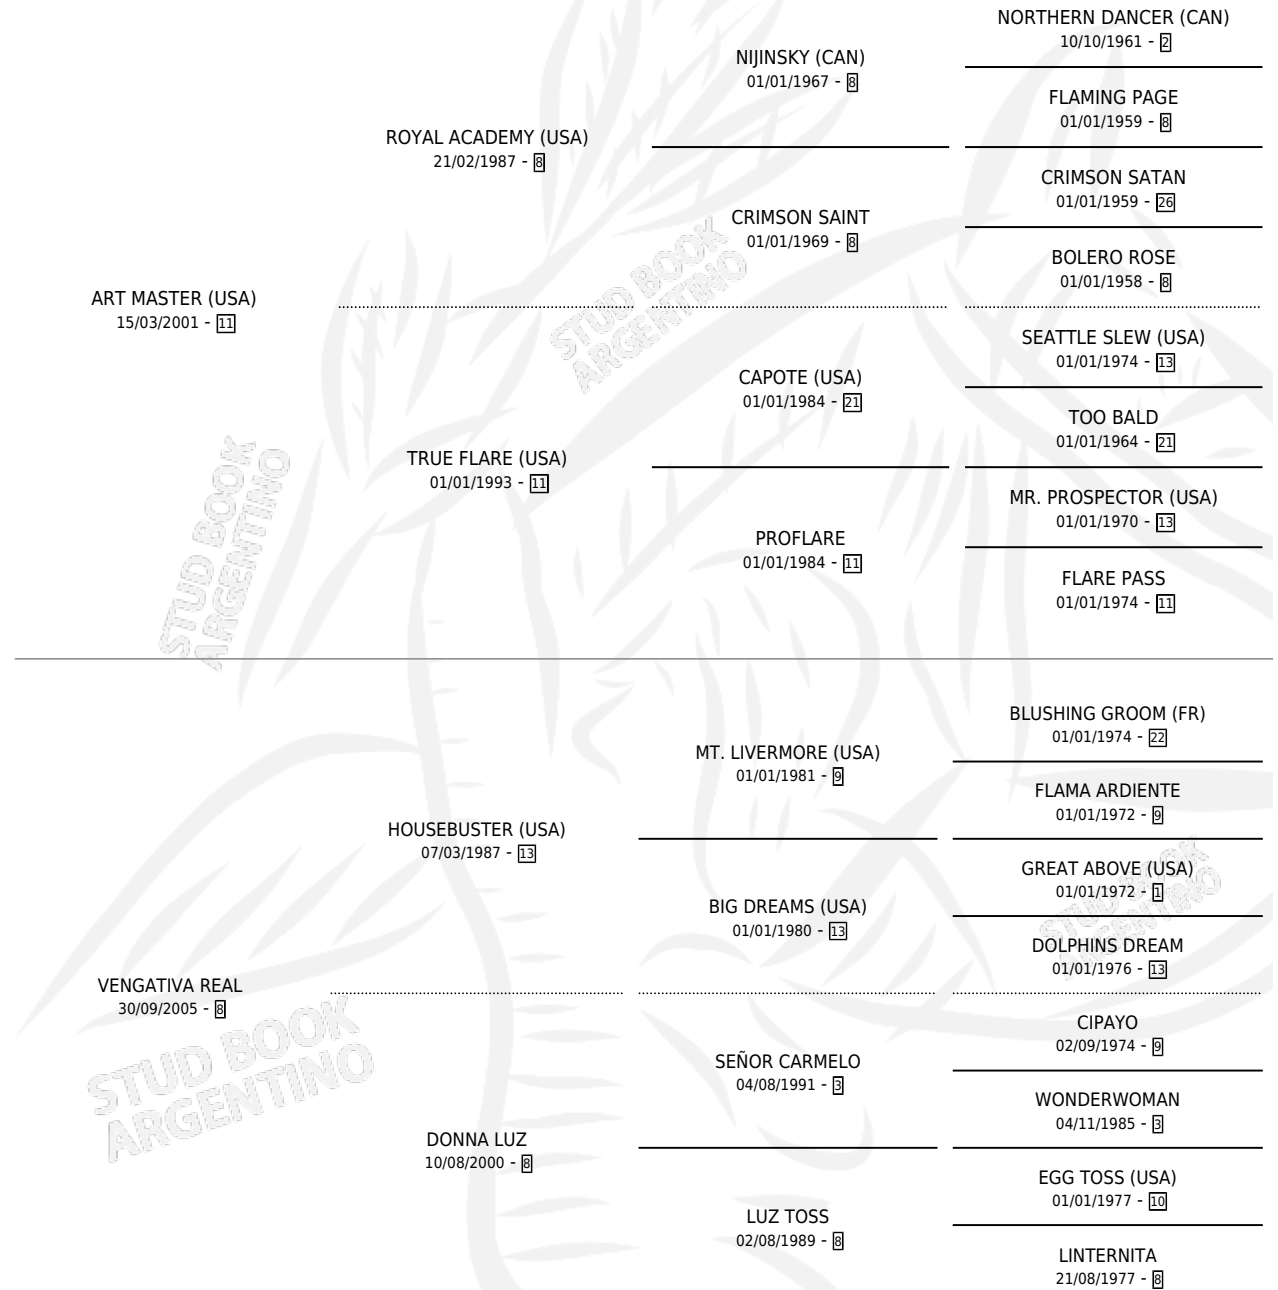 NORTHERN DANCER (CAN)
10/10/1961 - 2
NIJINSKY (CAN)
01/01/1967 - 8
FLAMING PAGE
01/01/1959 - 8
ROYAL ACADEMY (USA)
21/02/1987 - 8
CRIMSON SATAN
01/01/1959 - 26
CRIMSON SAINT
01/01/1969 - 8
BOLERO ROSE
01/01/1958 - 8
ART MASTER (USA)
15/03/2001 - 11
STUD BOOK
ARGENTINO
SEATTLE SLEW (USA)
01/01/1974 - 13
CAPOTE (USA)
01/01/1984 - 21
TOO BALD
01/01/1964 - 21
TRUE FLARE (USA)
01/01/1993 - 11
MR. PROSPECTOR (USA)
01/01/1970 - 13
PROFLARE
01/01/1984 - 11
FLARE PASS
01/01/1974 - 11
STUD BOOK
ARGENTINO
BLUSHING GROOM (FR)
01/01/1974 - 22
MT. LIVERMORE (USA)
01/01/1981 - 9
FLAMA ARDIENTE
01/01/1972 - 9
HOUSEBUSTER (USA)
07/03/1987 - 13
GREAT ABOVE (USA)
01/01/1972 - 1
BIG DREAMS (USA)
01/01/1980 - 13
DOLPHINS DREAM
01/01/1976 - 13
STUD BOOK
ARGENTINO
VENGATIVA REAL
30/09/2005 - 8
CIPAYO
02/09/1974 - 9
SEÑOR CARMELO
04/08/1991 - 3
WONDERWOMAN
04/11/1985 - 3
STUD BOOK
ARGENTINO
DONNA LUZ
10/08/2000 - 8
EGG TOSS (USA)
01/01/1977 - 10
LUZ TOSS
02/08/1989 - 8
LINTERNITA
21/08/1977 - 8